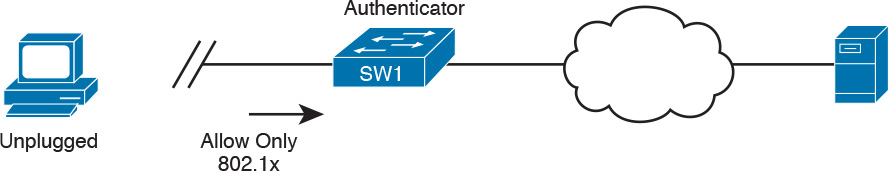 Authenticator
SW1
Unplugged
Allow Only
802.1x